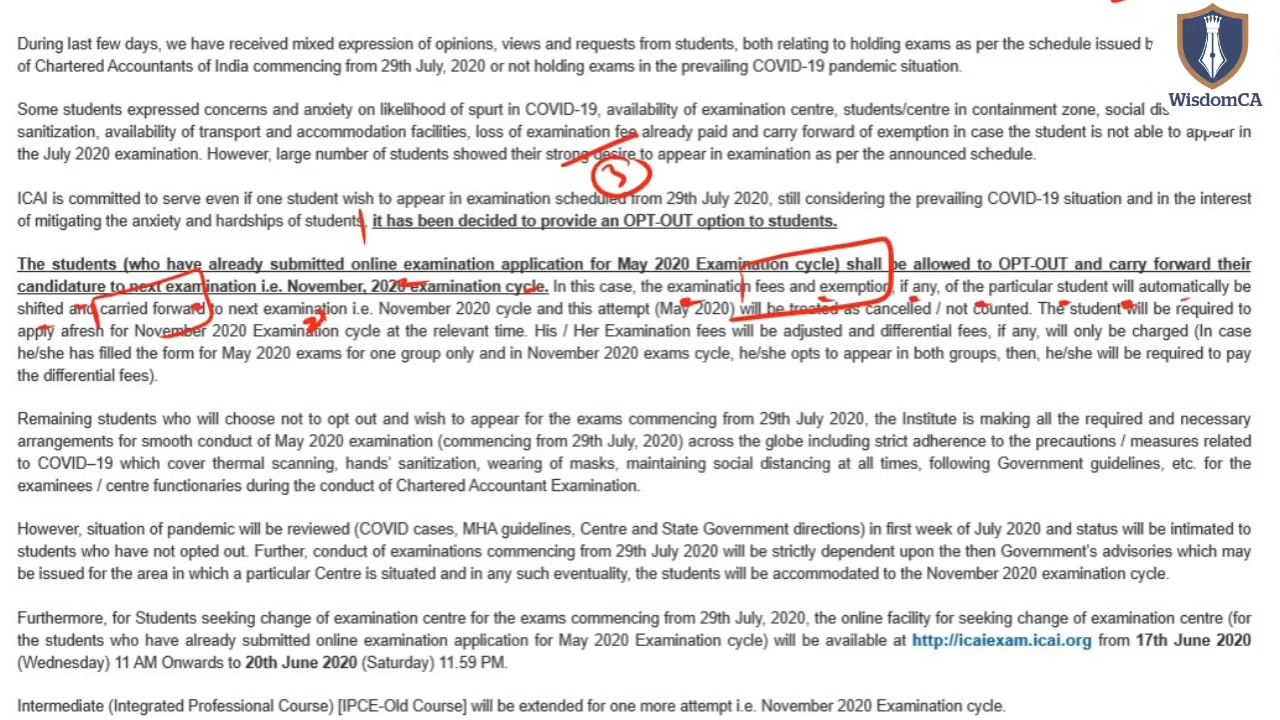 During last few days, we have received mixed expression of opinions, views and requests from students, both relating to holding exams as per the schedule issued
of Chartered Accountants of India commencing from 29th July, 2020 or not holding exams in the prevailing COVID-19 pandemic situation.
WisdomCA
Some students expressed concerns and anxiety on likelihood of spurt in COVID-19, availability of examination centre, students/centre in containment zone, social
sanitization, availability of transport and accommodation facilities, loss of examination fee already paid and carry forward of exemption in case the student is not able to appear in
the July 2020 examination. However, large number of students showed their strong desire to appear in examination as per the announced schedule.
3
ICAI is committed to serve even if one student wish to appear in examination scheduled from 29th July 2020, still considering the prevailing COVID-19 situation and in the interest
of mitigating the anxiety and hardships of students, it has been decided to provide an OPT-OUT option to students.
The students (who have already submitted online examination application for May 2020 Examination cycle) shall be allowed to OPT-OUT and carry forward their
candidature to next examination i.e. November, 2020 examination cycle. In this case, the examination fees and exemption, if any, of the particular student will automatically be
shifted and carried forward to next examination i.e. November 2020 cycle and this attempt (May 2020) will be treated as cancelled / not counted. The student will be required to
apply afresh for November 2020 Examination cycle at the relevant time. His / Her Examination fees will be adjusted and differential fees, if any, will only be charged (In case
he/she has filled the form for May 2020 exams for one group only and in November 2020 exams cycle, he/she opts to appear in both groups, then, he/she will be required to pay
the differential fees).
Remaining students who will choose not to opt out and wish to appear for the exams commencing from 29th July 2020, the Institute is making all the required and necessary
arrangements for smooth conduct of May 2020 examination (commencing from 29th July, 2020) across the globe including strict adherence to the precautions / measures related
to COVID–19 which cover thermal scanning, hands' sanitization, wearing of masks, maintaining social distancing at all times, following Government guidelines, etc. for the
examinees / centre functionaries during the conduct of Chartered Accountant Examination.
However, situation of pandemic will be reviewed (COVID cases, MHA guidelines, Centre and State Government directions) in first week of July 2020 and status will be intimated to
students who have not opted out. Further, conduct of examinations commencing from 29th July 2020 will be strictly dependent upon the then Government's advisories which may
be issued for the area in which a particular Centre is situated and in any such eventuality, the students will be accommodated to the November 2020 examination cycle.
Furthermore, for Students seeking change of examination centre for the exams commencing from 29th July, 2020, the online facility for seeking change of examination centre (for
the students who have already submitted online examination application for May 2020 Examination cycle) will be available at http://icaiexam.icai.org from 17th June 2020
(Wednesday) 11 AM Onwards to 20th June 2020 (Saturday) 11.59 PM.
Intermediate (Integrated Professional Course) [IPCE-Old Course] will be extended for one more attempt i.e. November 2020 Examination cycle.